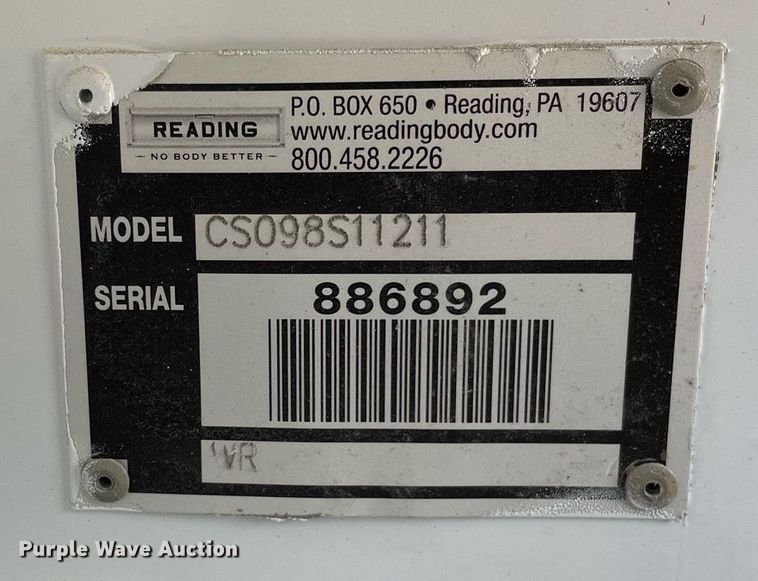 READING
NO BODY BETTER
P.O. BOX 650 • Reading, PA 19607
www.readingbody.com
800.458.2226
MODEL CS098S11211
SERIAL 886892
WR
Purple Wave Auction